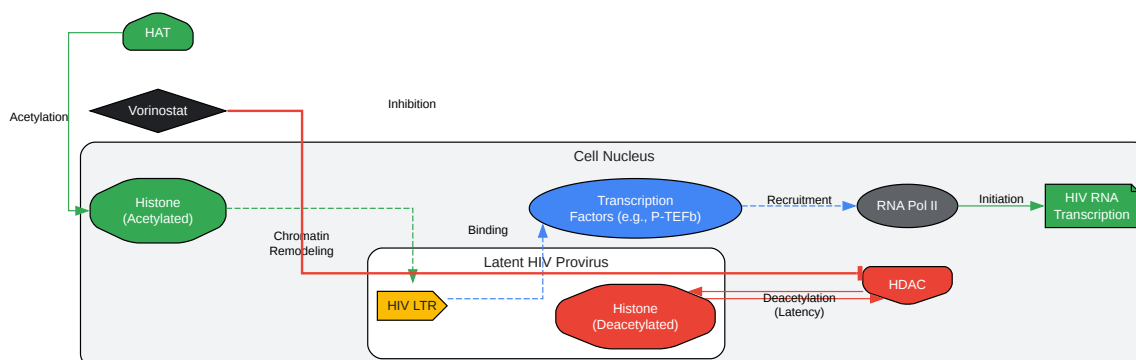 HAT
Vorinostat
Inhibition
Acetylation
Cell Nucleus
Histone
(Acetylated)
Transcription
Factors (e.g., P-TEFb)
Recruitment
RNA Pol II
Initiation
HIV RNA
Transcription
Chromatin
Remodeling
Binding
Latent HIV Provirus
HIV LTR
Histone
(Deacetylated)
Deacetylation
(Latency)
HDAC